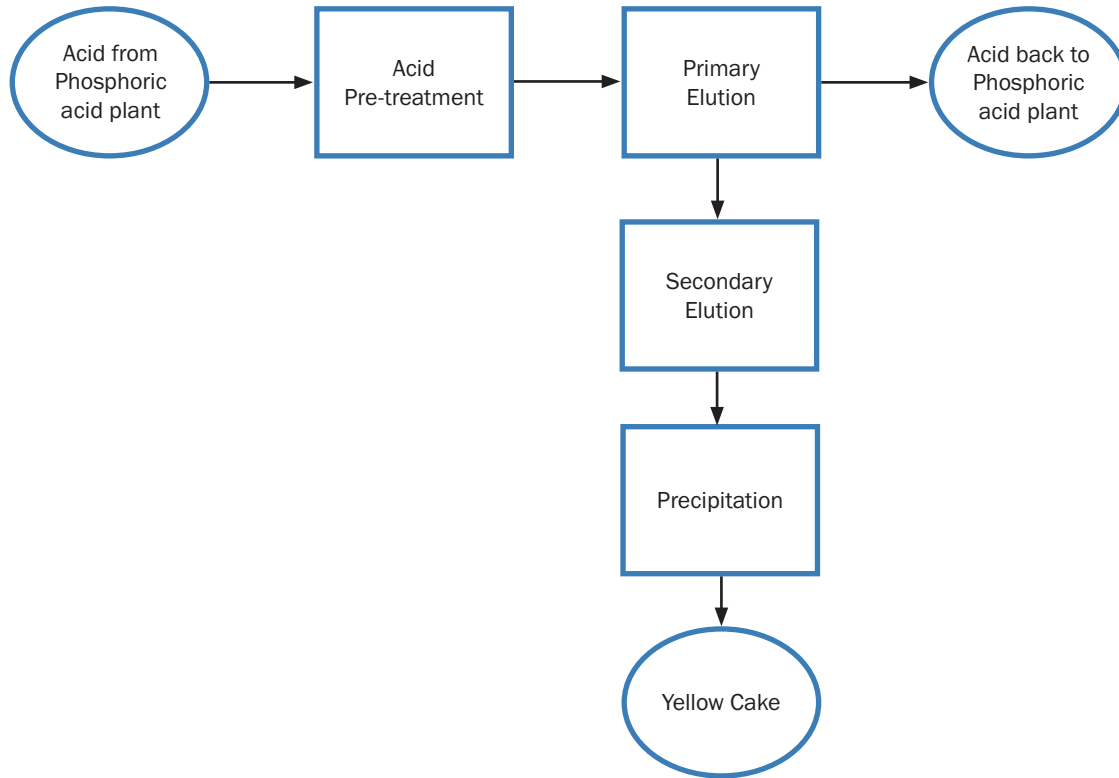 Acid from
Phosphoric
acid plant
Acid
Pre-treatment
Primary
Elution
Acid back to
Phosphoric
acid plant
Secondary
Elution
Precipitation
Yellow Cake